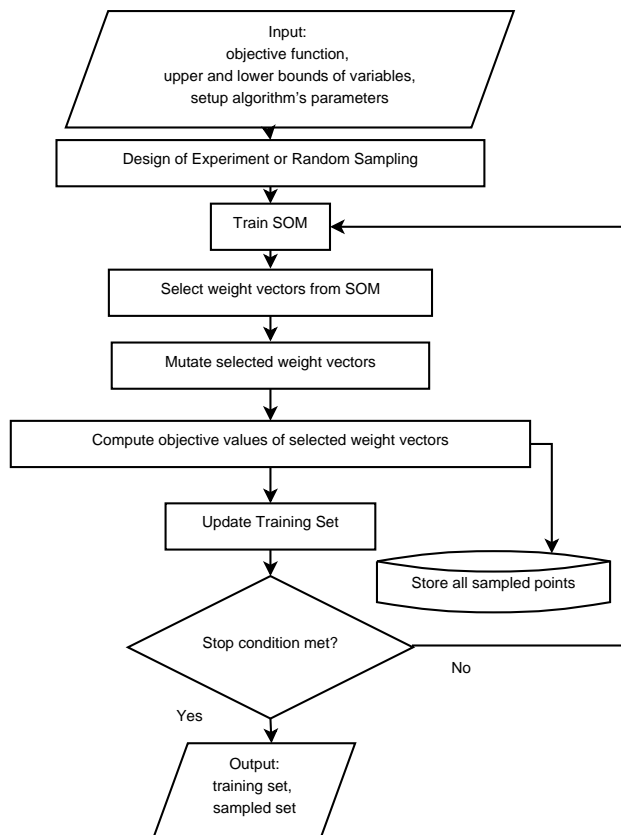 Input:
objective function,
upper and lower bounds of variables,
setup algorithm's parameters
Design of Experiment or Random Sampling
Train SOM
Select weight vectors from SOM
Mutate selected weight vectors
Compute objective values of selected weight vectors
Update Training Set
Store all sampled points
Stop condition met?
No
Yes
Output:
training set,
sampled set